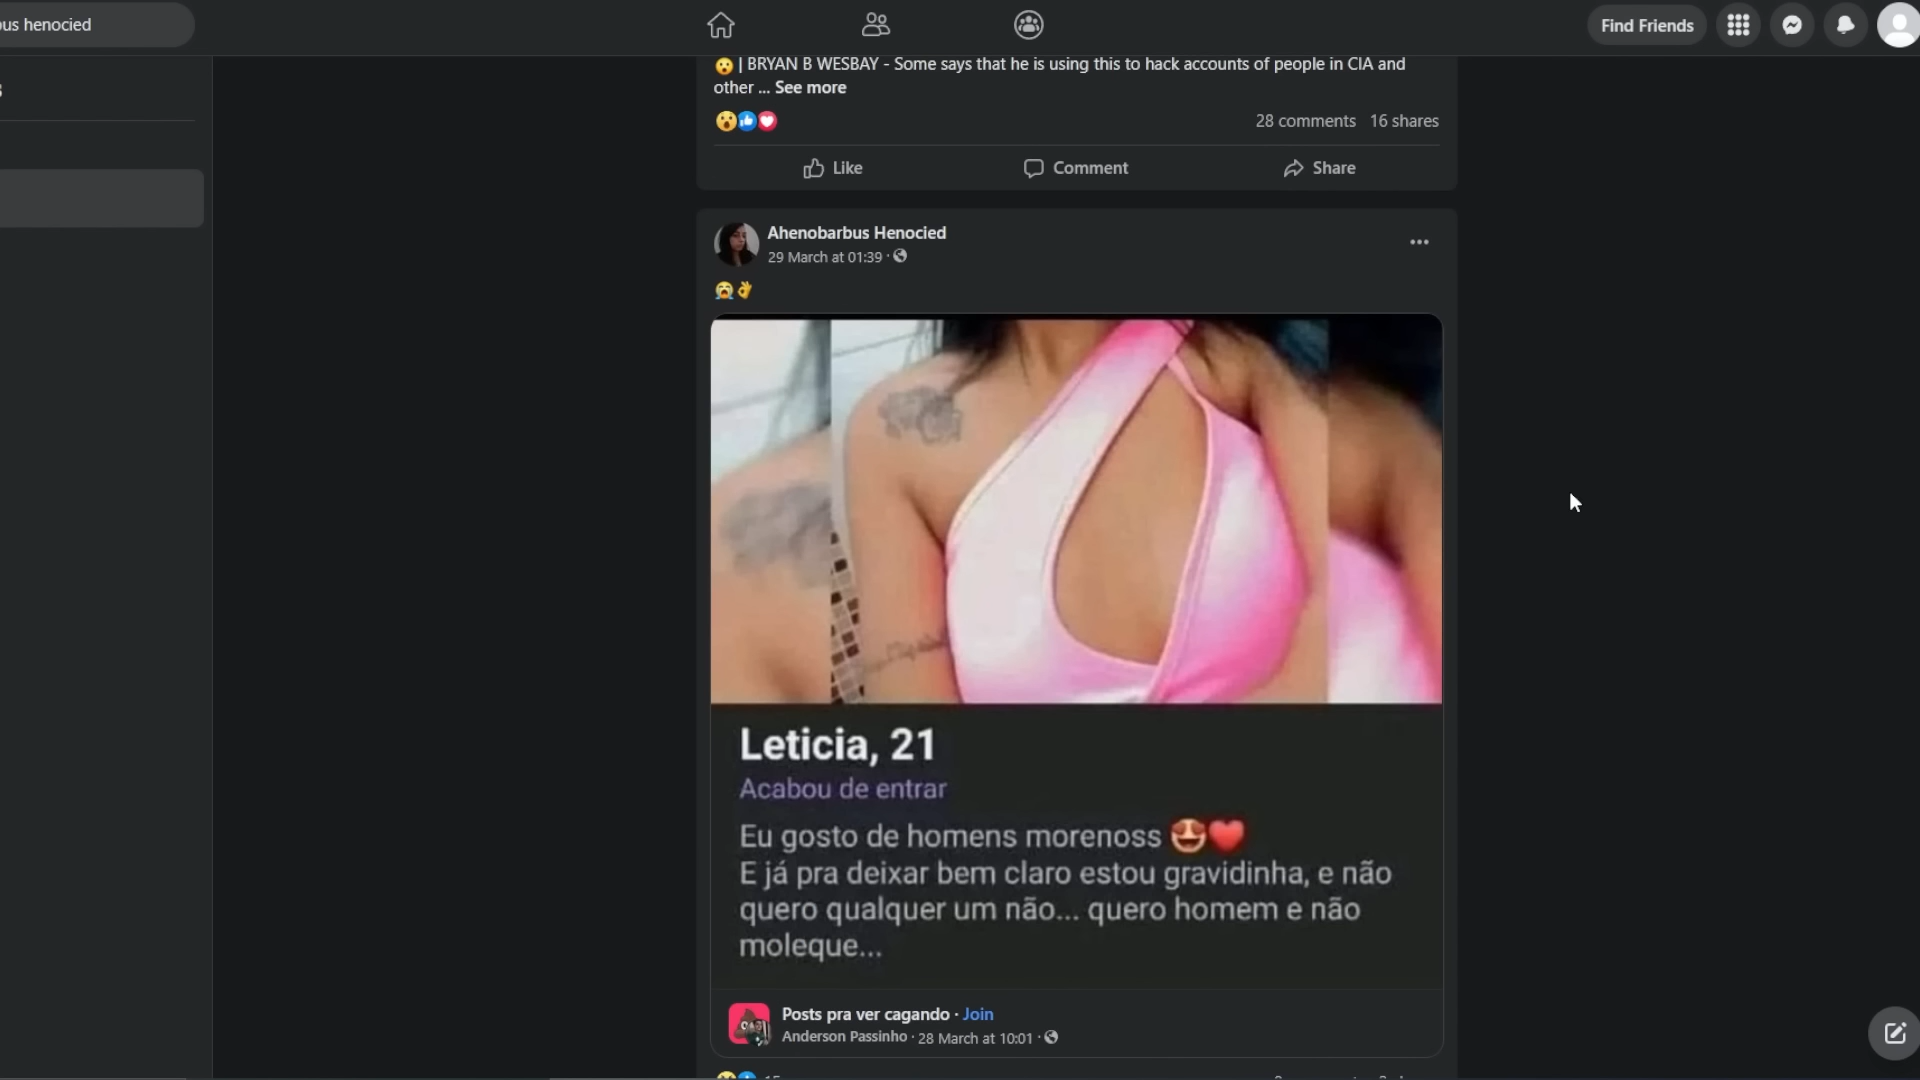 us henocied
Find Friends
😮 | BRYAN B WESBAY - Some says that he is using this to hack accounts of people in CIA and
other ... See more
28 comments 16 shares
Like Comment Share
Ahenobarbus Henocied
29 March at 01:39 ·
😭👌
Leticia, 21
Acabou de entrar
Eu gosto de homens morenoss 🤩❤️
E já pra deixar bem claro estou gravidinha, e não
quero qualquer um não... quero homem e não
moleque...
Posts pra ver cagando · Join
Anderson Passinho · 28 March at 10:01 ·